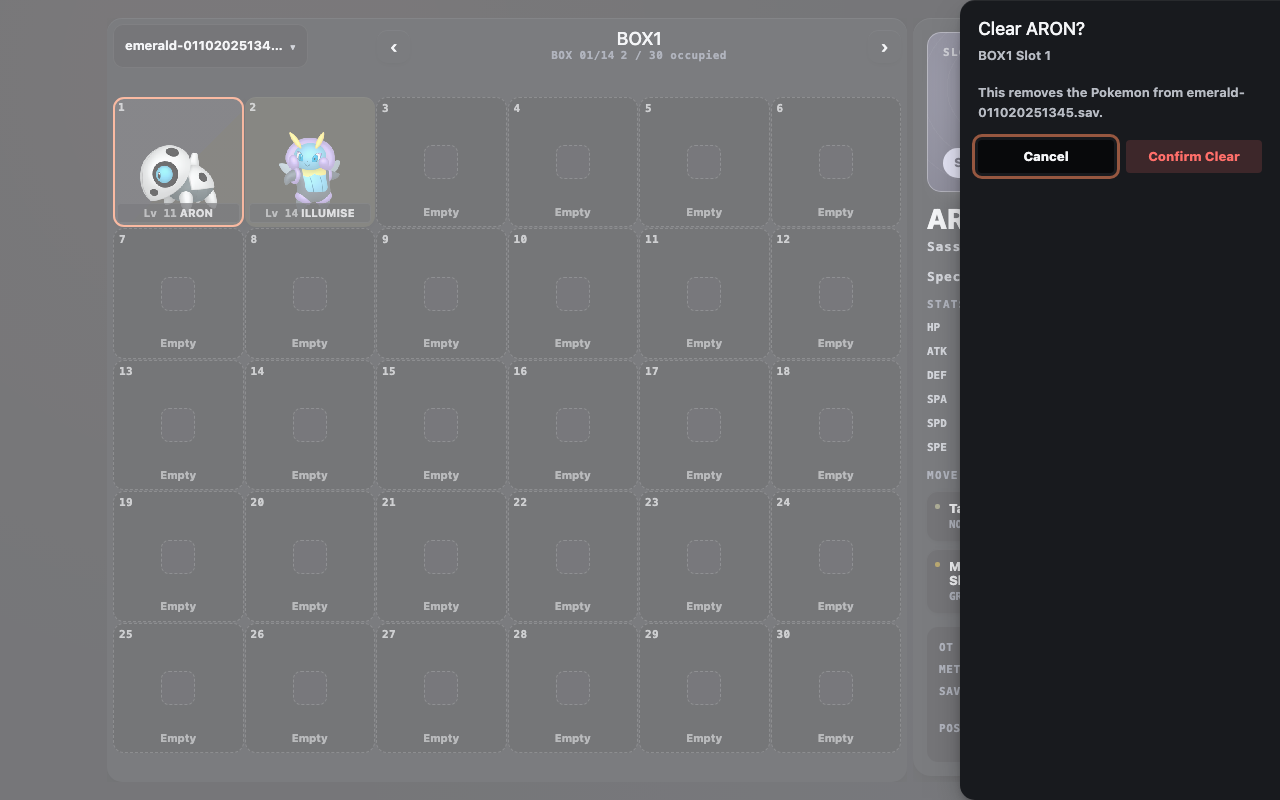 emerald-01102025134... ▾
‹
BOX1
BOX 01/14 2 / 30 occupied
›
1
Lv 11 ARON
2
Lv 14 ILLUMISE
3
Empty
4
Empty
5
Empty
6
Empty
7
Empty
8
Empty
9
Empty
10
Empty
11
Empty
12
Empty
13
Empty
14
Empty
15
Empty
16
Empty
17
Empty
18
Empty
19
Empty
20
Empty
21
Empty
22
Empty
23
Empty
24
Empty
25
Empty
26
Empty
27
Empty
28
Empty
29
Empty
30
Empty
HP
ATK
DEF
SPA
SPD
SPE
OT
Clear ARON?
BOX1 Slot 1
This removes the Pokemon from emerald-
011020251345.sav.
Cancel
Confirm Clear